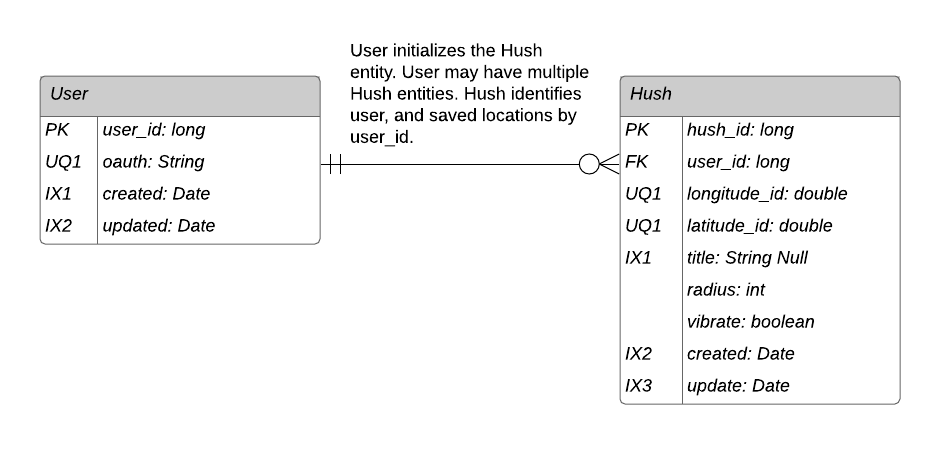 User initializes the Hush
entity. User may have multiple
Hush entities. Hush identifies
user, and saved locations by
user_id.
User
PK user_id: long
UQ1 oauth: String
IX1 created: Date
IX2 updated: Date
Hush
PK hush_id: long
FK user_id: long
UQ1 longitude_id: double
UQ1 latitude_id: double
IX1 title: String Null
radius: int
vibrate: boolean
IX2 created: Date
IX3 update: Date